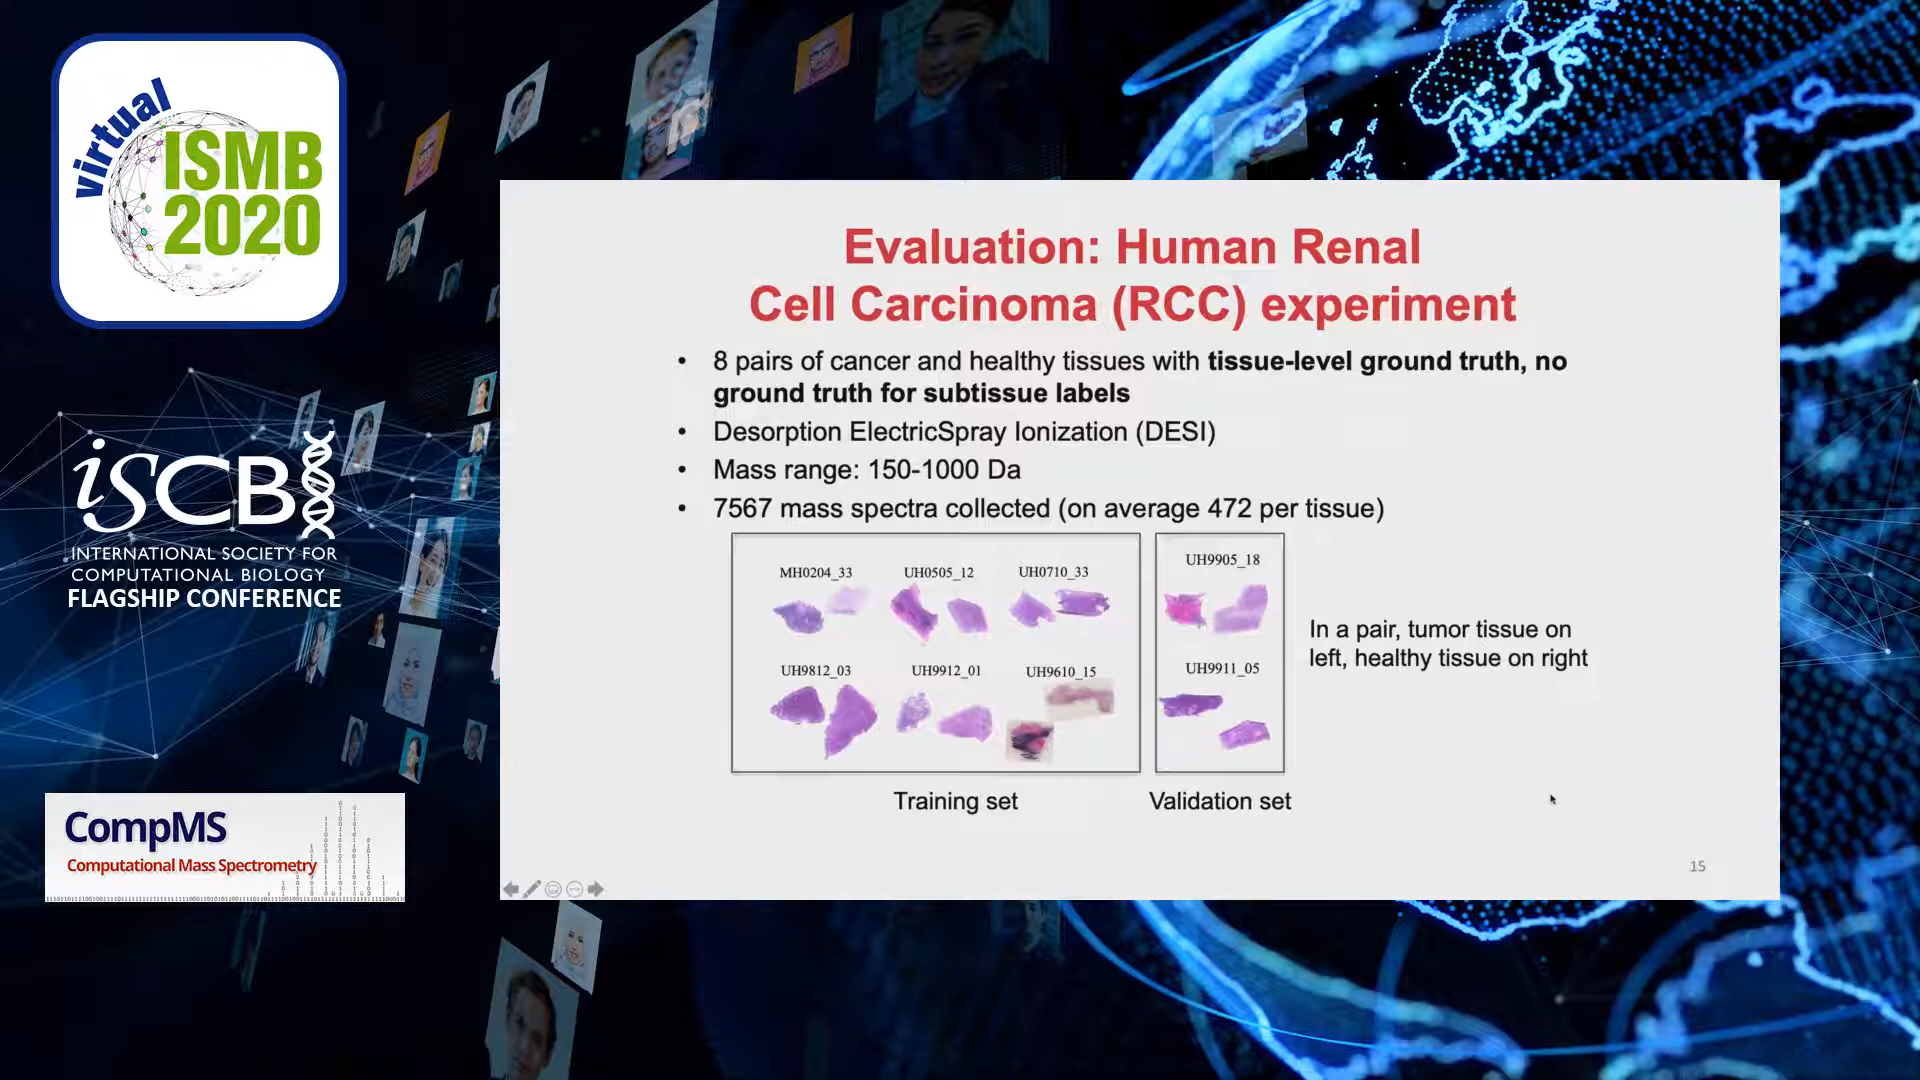 virtual
ISMB
2020
iSCB
INTERNATIONAL SOCIETY FOR
COMPUTATIONAL BIOLOGY
FLAGSHIP CONFERENCE
CompMS
Computational Mass Spectrometry
Evaluation: Human Renal
Cell Carcinoma (RCC) experiment
• 8 pairs of cancer and healthy tissues with tissue-level ground truth, no
ground truth for subtissue labels
• Desorption ElectricSpray Ionization (DESI)
• Mass range: 150-1000 Da
• 7567 mass spectra collected (on average 472 per tissue)
MH0204_33 UH0505_12 UH0710_33
UH9812_03 UH9912_01 UH9610_15
Training set
UH9905_18
UH9911_05
Validation set
In a pair, tumor tissue on
left, healthy tissue on right
15